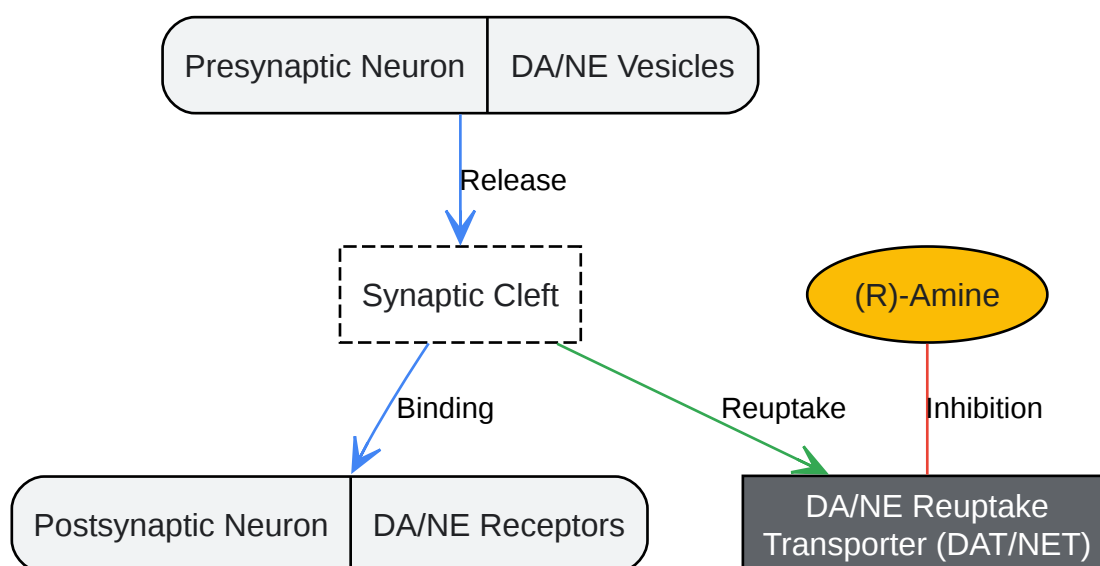 Presynaptic Neuron
DA/NE Vesicles
Release
Synaptic Cleft
(R)-Amine
Binding
Reuptake
Inhibition
Postsynaptic Neuron
DA/NE Receptors
DA/NE Reuptake
Transporter (DAT/NET)